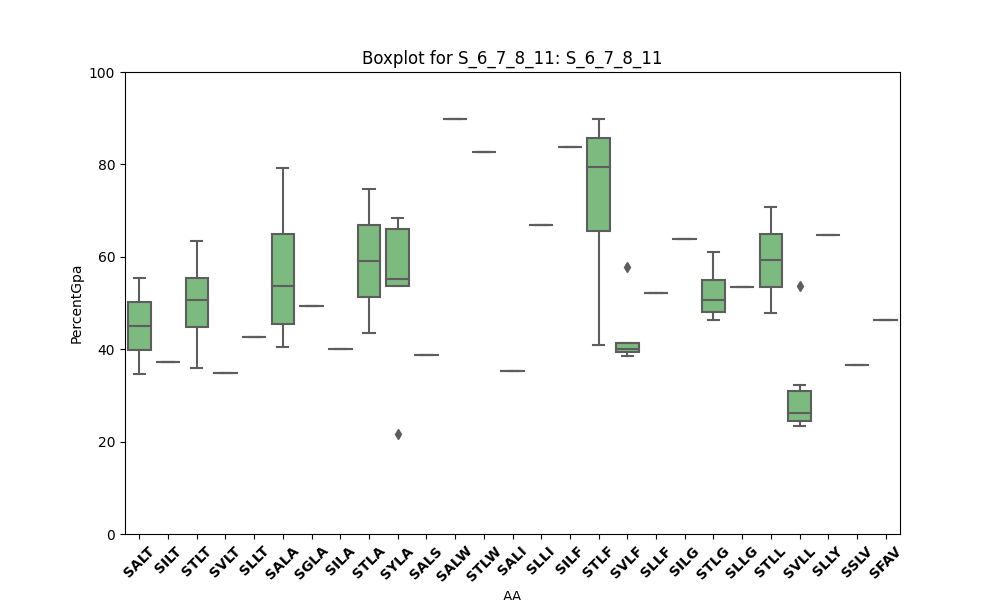 Boxplot for S_6_7_8_11: S_6_7_8_11
PercentGpa
100
80
60
40
20
0
SALT SILT STLT SVLT SLLT SALA SGLA SILA STLA SYLA SALS SALW STLW SALI SLLI SILF STLF SVLF SLLF SILG STLG SLLG STLL SVLL SLLY SSLV SFAV
AA